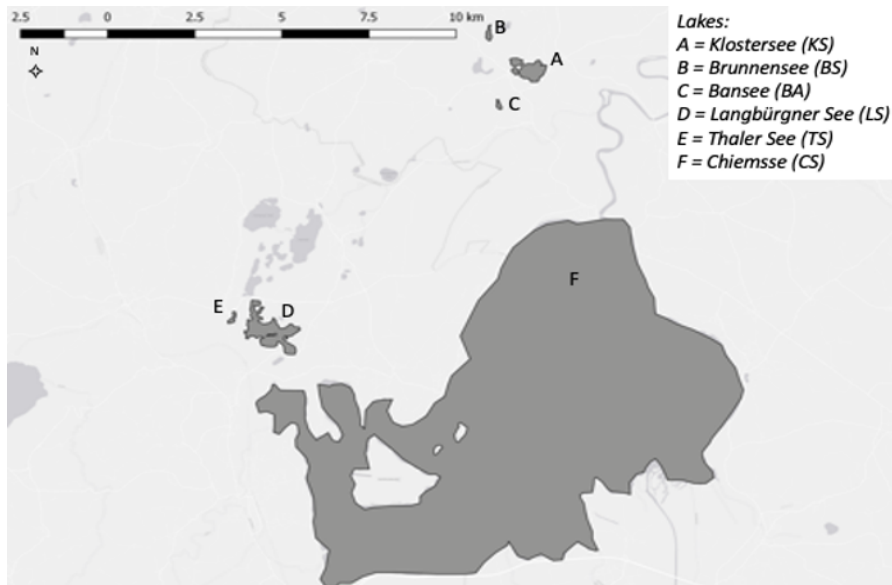 2.5 0 2.5 5 7.5 10 km
N
B
A
C
Lakes:
A = Klostersee (KS)
B = Brunnensee (BS)
C = Bansee (BA)
D = Langbürgner See (LS)
E = Thaler See (TS)
F = Chiemsse (CS)
F
E
D